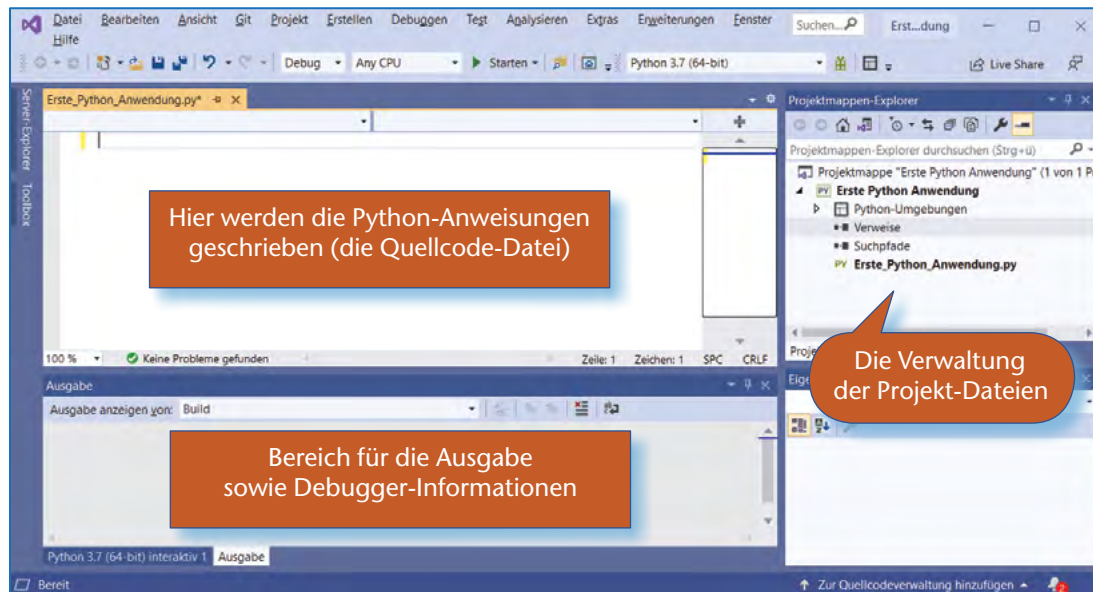 Datei Bearbeiten Ansicht Git Projekt Erstellen Debuggen Test Analysieren Extras Erweiterungen Fenster Suchen... Erst...dung
Hilfe
Debug Any CPU Starten Python 3.7 (64-bit) Live Share
Server-Explorer
Toolbox
Erste_Python_Anwendung.py*
Hier werden die Python-Anweisungen
geschrieben (die Quellcode-Datei)
100 % Keine Probleme gefunden Zeile: 1 Zeichen: 1 SPC CRLF
Projektmappen-Explorer
Projektmappen-Explorer durchsuchen (Strg+ü)
Projektmappe "Erste Python Anwendung" (1 von 1 P
Erste Python Anwendung
Python-Umgebungen
Verweise
Suchpfade
PY Erste_Python_Anwendung.py
Die Verwaltung
der Projekt-Dateien
Ausgabe
Ausgabe anzeigen von: Build
Bereich für die Ausgabe
sowie Debugger-Informationen
Python 3.7 (64-bit) interaktiv 1 Ausgabe
Bereit Zur Quellcodeverwaltung hinzufügen 2